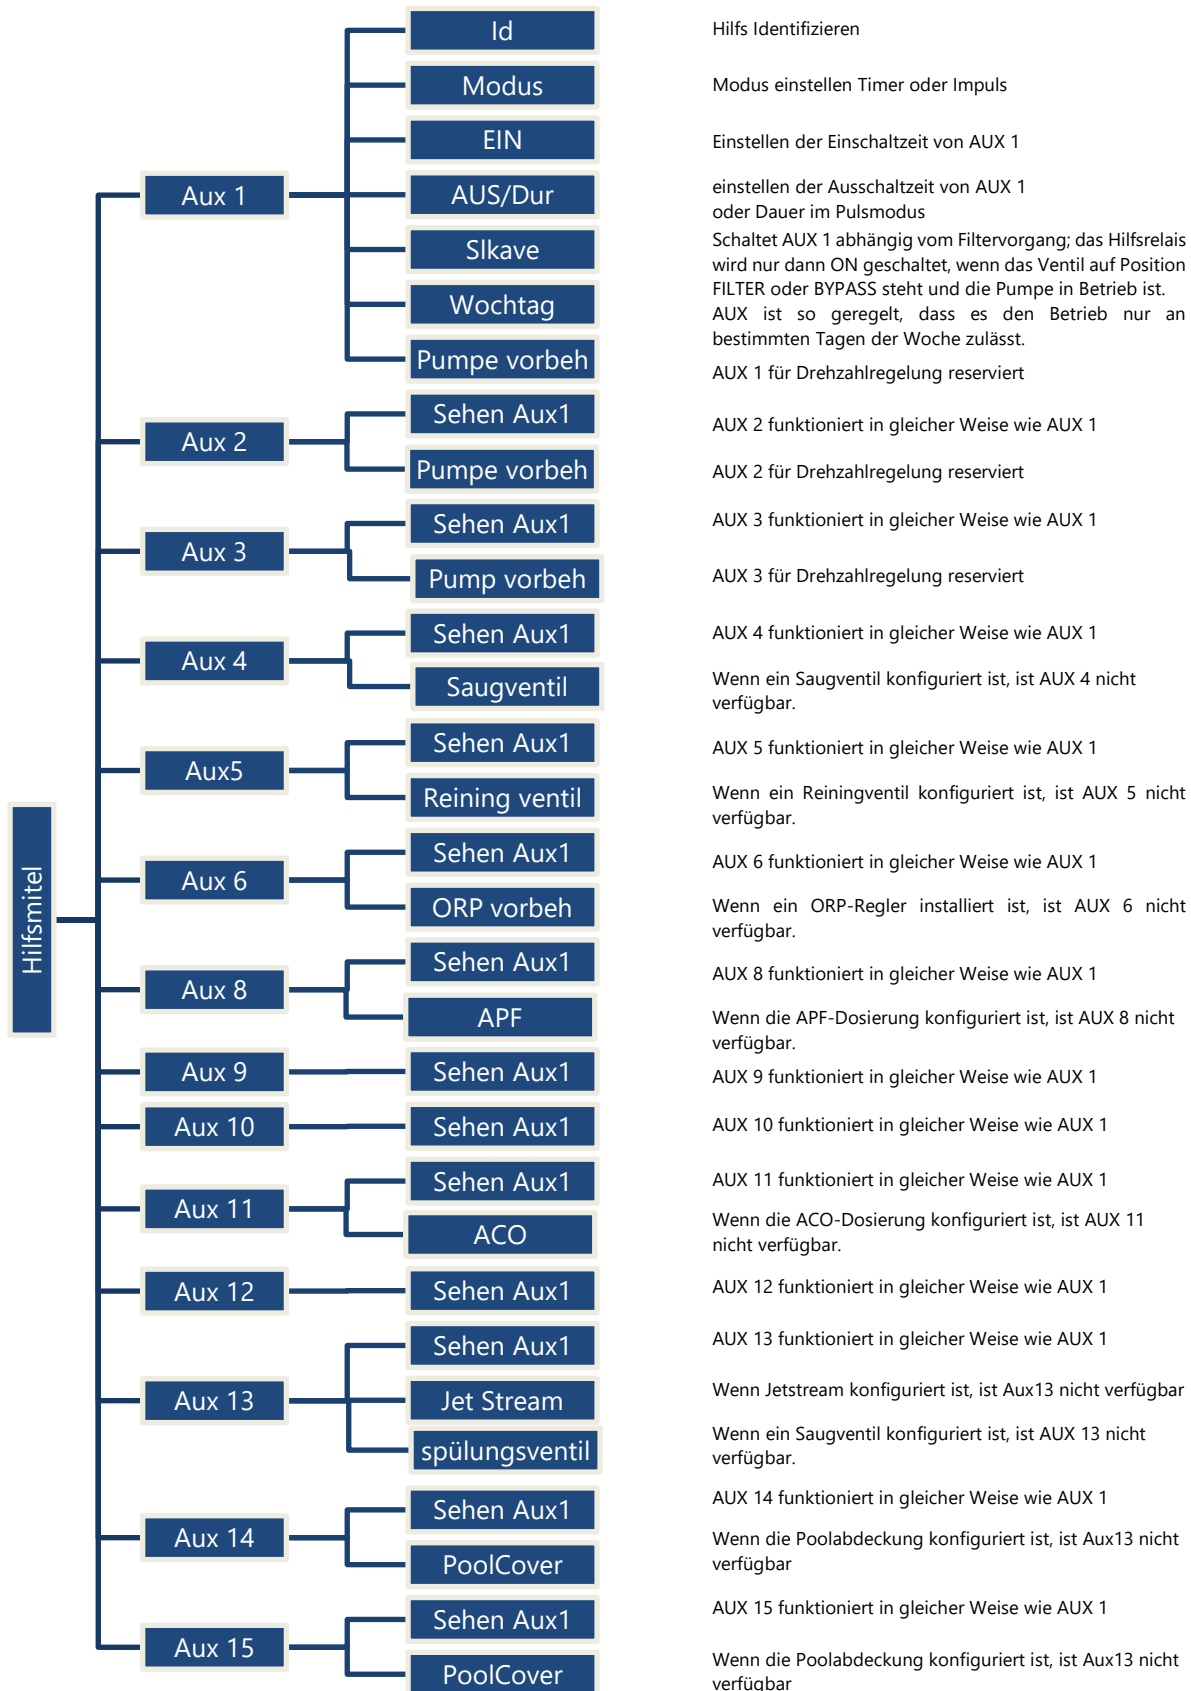 Hilfsmitel
Aux 1
Id
Hilfs Identifizieren
Modus
Modus einstellen Timer oder Impuls
EIN
Einstellen der Einschaltzeit von AUX 1
AUS/Dur
einstellen der Ausschaltzeit von AUX 1
oder Dauer im Pulsmodus
Slkave
Schaltet AUX 1 abhängig vom Filtervorgang; das Hilfsrelais
wird nur dann ON geschaltet, wenn das Ventil auf Position
FILTER oder BYPASS steht und die Pumpe in Betrieb ist.
Wochtag
AUX ist so geregelt, dass es den Betrieb nur an
bestimmten Tagen der Woche zulässt.
Pumpe vorbeh
AUX 1 für Drehzahlregelung reserviert
Aux 2
Sehen Aux1
AUX 2 funktioniert in gleicher Weise wie AUX 1
Pumpe vorbeh
AUX 2 für Drehzahlregelung reserviert
Aux 3
Sehen Aux1
AUX 3 funktioniert in gleicher Weise wie AUX 1
Pump vorbeh
AUX 3 für Drehzahlregelung reserviert
Aux 4
Sehen Aux1
AUX 4 funktioniert in gleicher Weise wie AUX 1
Saugventil
Wenn ein Saugventil konfiguriert ist, ist AUX 4 nicht
verfügbar.
Aux5
Sehen Aux1
AUX 5 funktioniert in gleicher Weise wie AUX 1
Reining ventil
Wenn ein Reiningventil konfiguriert ist, ist AUX 5 nicht
verfügbar.
Aux 6
Sehen Aux1
AUX 6 funktioniert in gleicher Weise wie AUX 1
ORP vorbeh
Wenn ein ORP-Regler installiert ist, ist AUX 6 nicht
verfügbar.
Aux 8
Sehen Aux1
AUX 8 funktioniert in gleicher Weise wie AUX 1
APF
Wenn die APF-Dosierung konfiguriert ist, ist AUX 8 nicht
verfügbar.
Aux 9
Sehen Aux1
AUX 9 funktioniert in gleicher Weise wie AUX 1
Aux 10
Sehen Aux1
AUX 10 funktioniert in gleicher Weise wie AUX 1
Aux 11
Sehen Aux1
AUX 11 funktioniert in gleicher Weise wie AUX 1
ACO
Wenn die ACO-Dosierung konfiguriert ist, ist AUX 11
nicht verfügbar.
Aux 12
Sehen Aux1
AUX 12 funktioniert in gleicher Weise wie AUX 1
Aux 13
Sehen Aux1
AUX 13 funktioniert in gleicher Weise wie AUX 1
Jet Stream
Wenn Jetstream konfiguriert ist, ist Aux13 nicht verfügbar
spülungsventil
Wenn ein Saugventil konfiguriert ist, ist AUX 13 nicht
verfügbar.
Aux 14
Sehen Aux1
AUX 14 funktioniert in gleicher Weise wie AUX 1
PoolCover
Wenn die Poolabdeckung konfiguriert ist, ist Aux13 nicht
verfügbar
Aux 15
Sehen Aux1
AUX 15 funktioniert in gleicher Weise wie AUX 1
PoolCover
Wenn die Poolabdeckung konfiguriert ist, ist Aux13 nicht
verfügbar